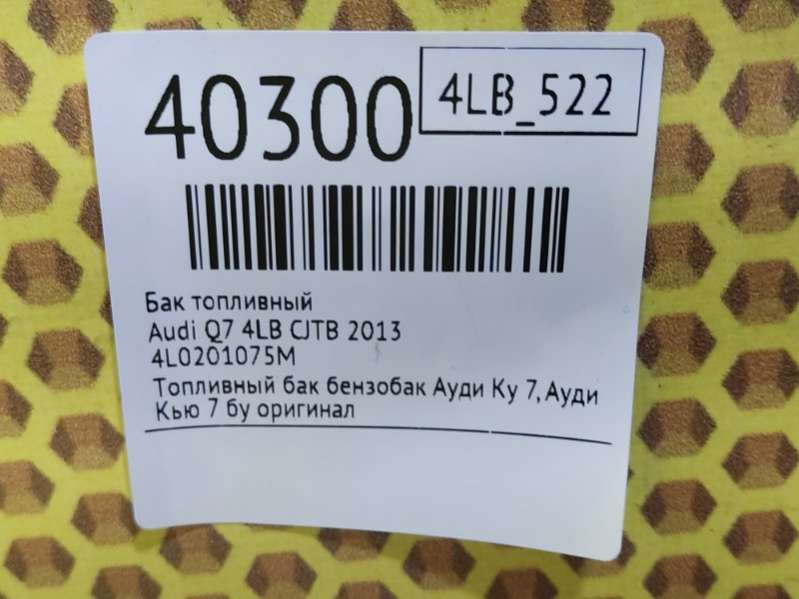 40300
4LB_522
Бак топливный
Audi Q7 4LB CJTB 2013
4L0201075M
Топливный бак бензобак Ауди Ку 7, Ауди
Кью 7 бу оригинал